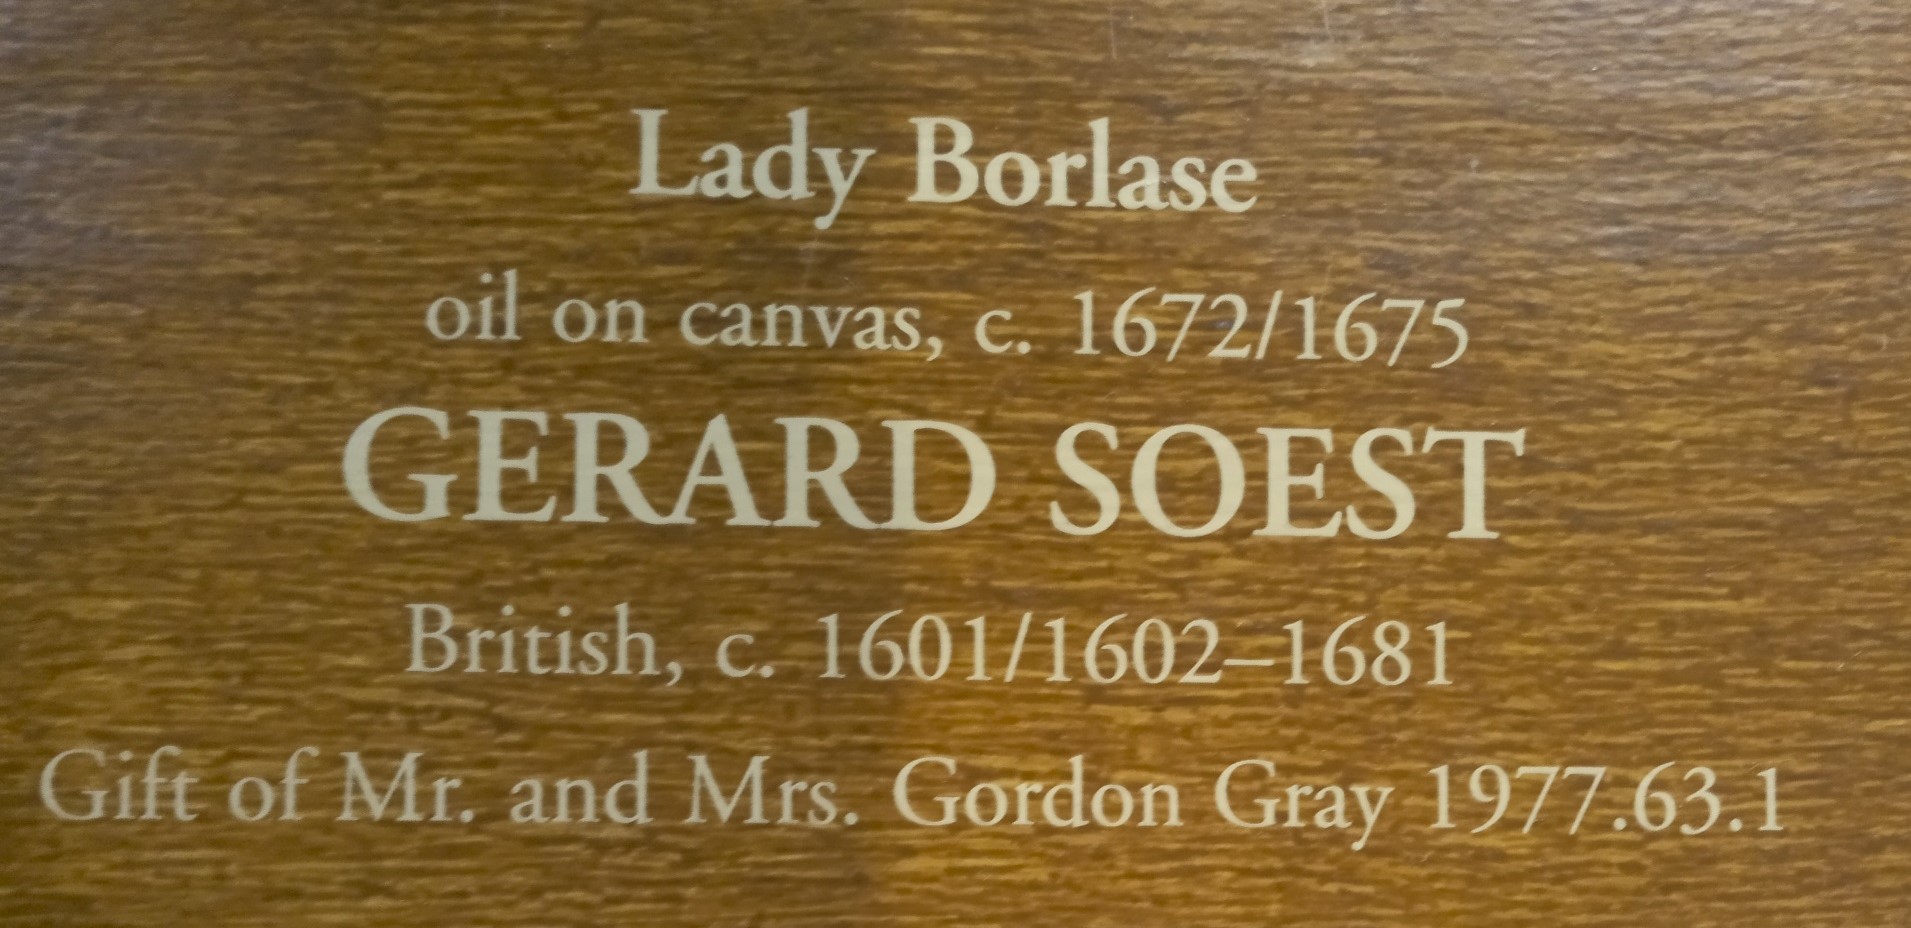 Lady Borlase
oil on canvas, c. 1672/1675
GERARD SOEST
British, c. 1601/1602–1681
Gift of Mr. and Mrs. Gordon Gray 1977.63.1